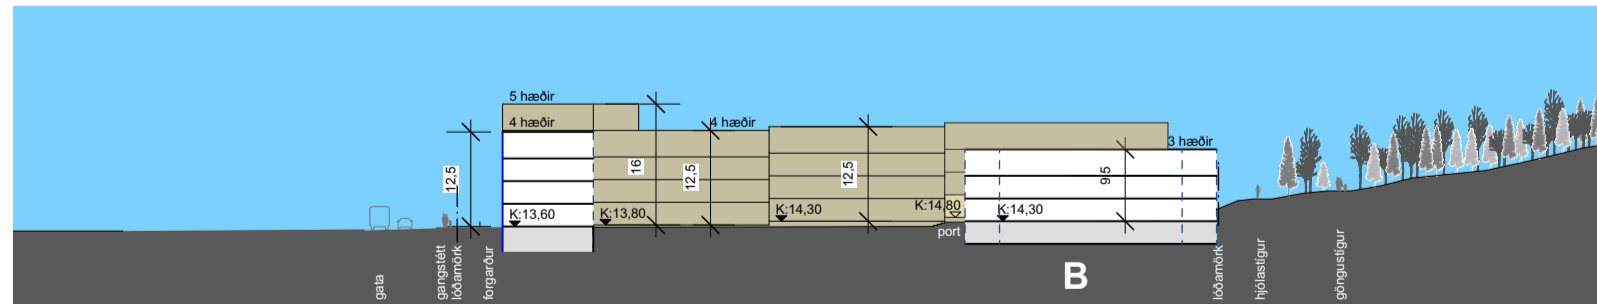 5 hæðir
4 hæðir
4 hæðir
3 hæðir
12,5
16
12,5
12,5
9,5
K:13,60
K:13,80
K:14,30
K:14,80
K:14,30
port
B
gata
gangstétt
lóðamörk
forgarður
lóðamörk
hjólastígur
göngustígur